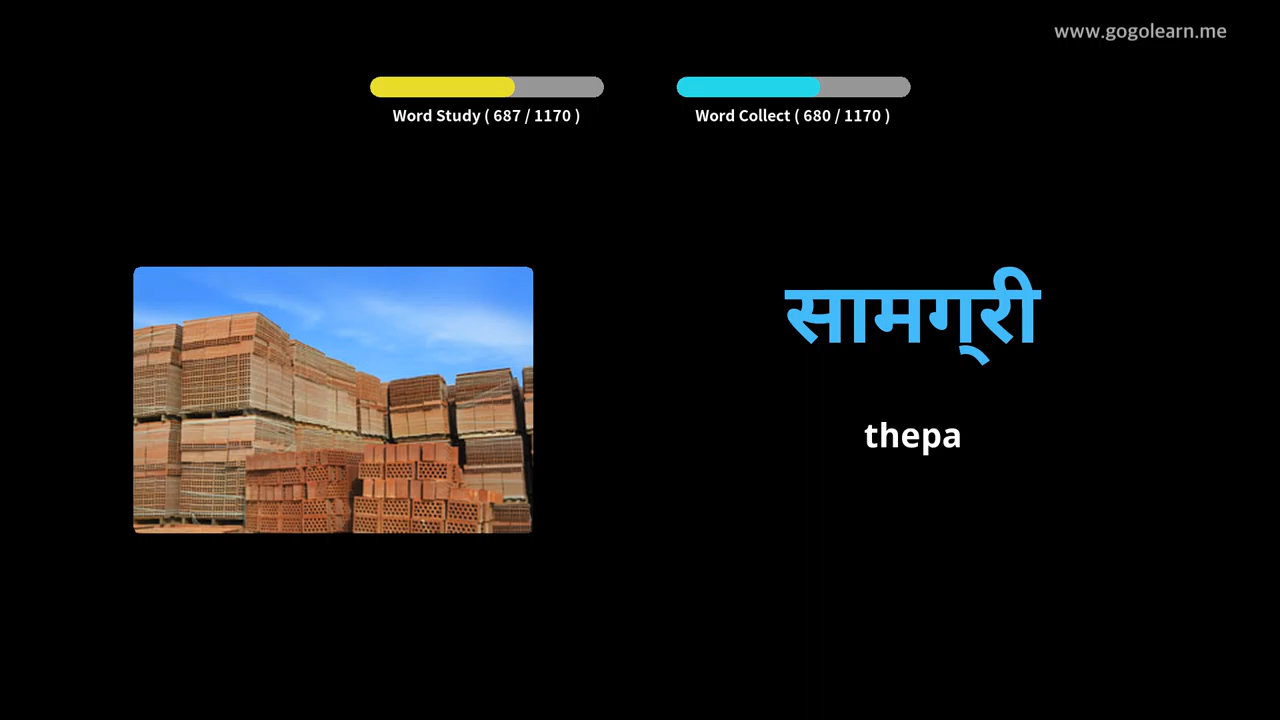 www.gogolearn.me
Word Study ( 687 / 1170 )
Word Collect ( 680 / 1170 )
सामग्री
thepa